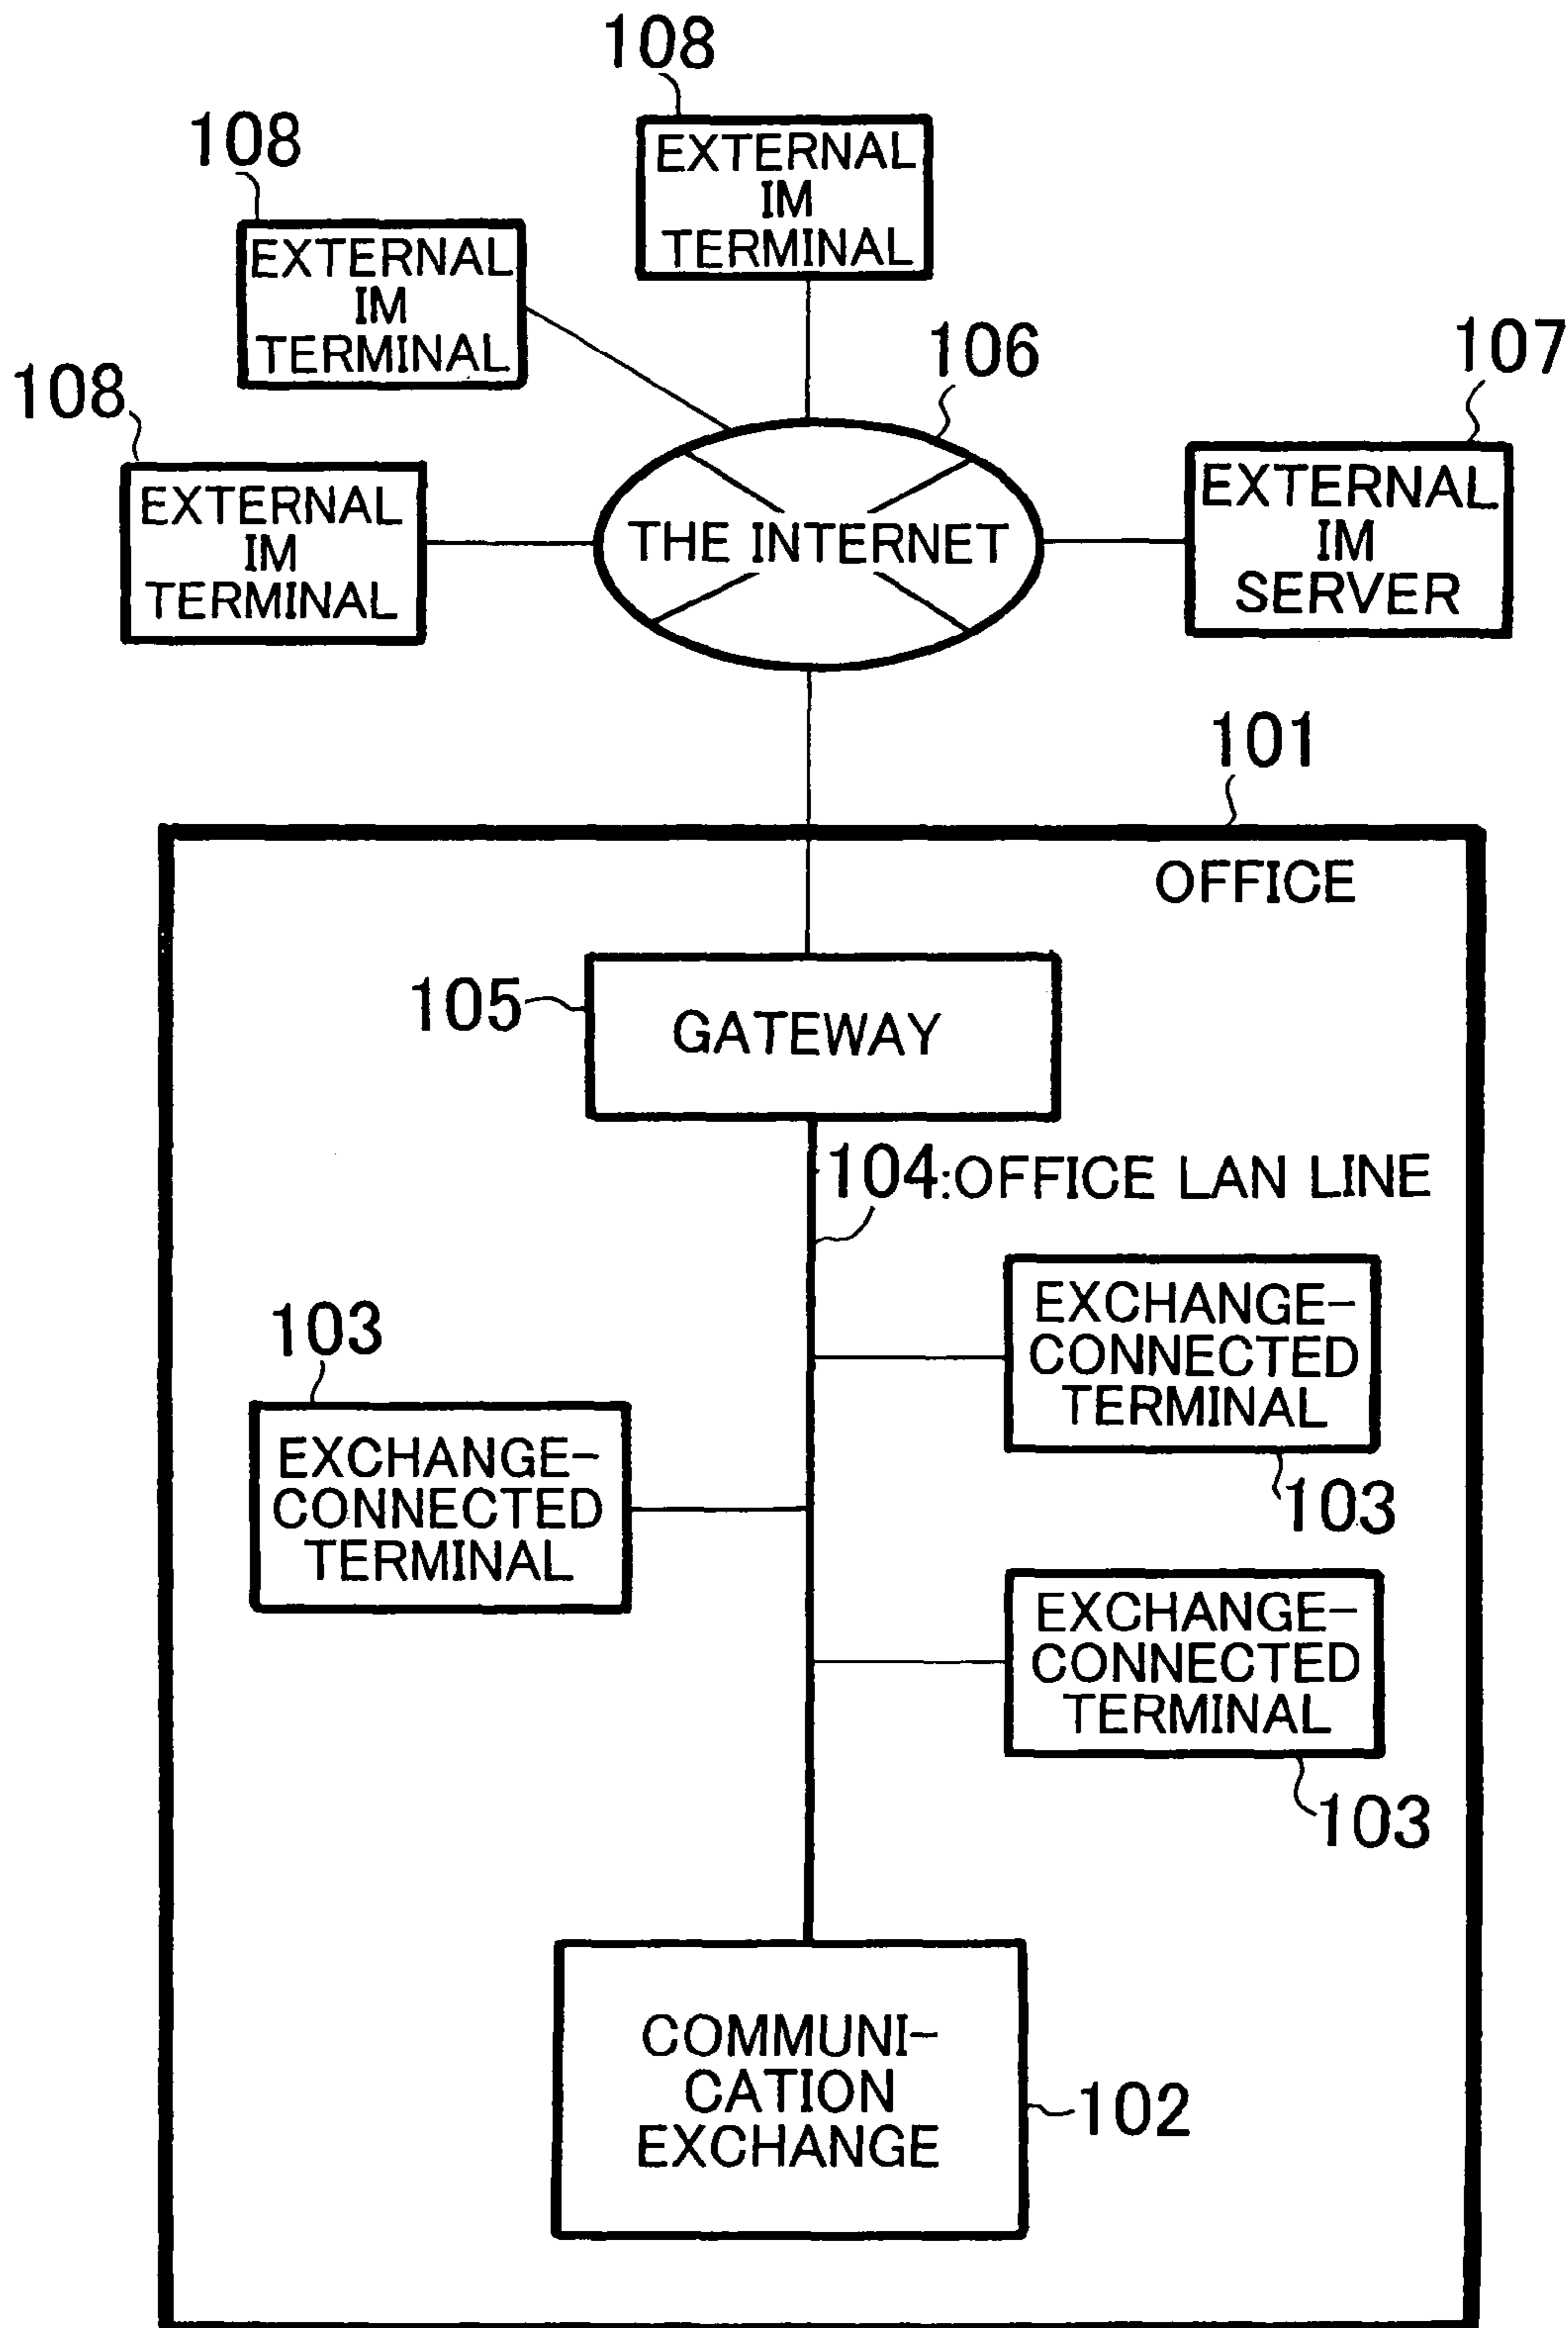 108
EXTERNAL
IM
TERMINAL
108
EXTERNAL
IM
TERMINAL
108
EXTERNAL
IM
TERMINAL
106
THE INTERNET
107
EXTERNAL
IM
SERVER
101
OFFICE
105
GATEWAY
104:OFFICE LAN LINE
103
EXCHANGE-
CONNECTED
TERMINAL
EXCHANGE-
CONNECTED
TERMINAL
103
EXCHANGE-
CONNECTED
TERMINAL
103
COMMUNI-
CATION
EXCHANGE
102